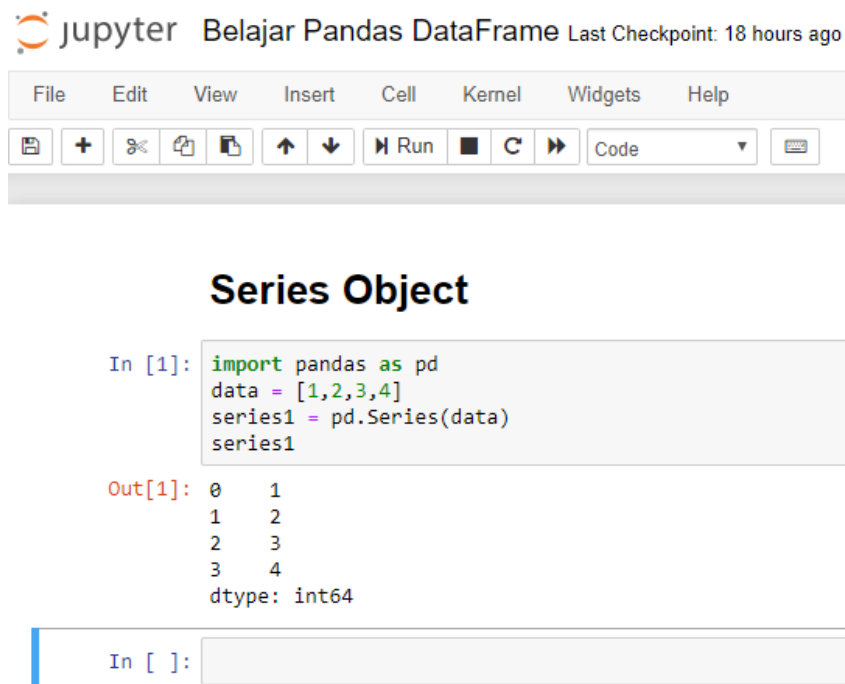 jupyter Belajar Pandas DataFrame Last Checkpoint: 18 hours ago
File Edit View Insert Cell Kernel Widgets Help
Run Code
Series Object
In [1]: import pandas as pd
data = [1,2,3,4]
series1 = pd.Series(data)
series1
Out[1]: 0    1
1    2
2    3
3    4
dtype: int64
In [ ]: